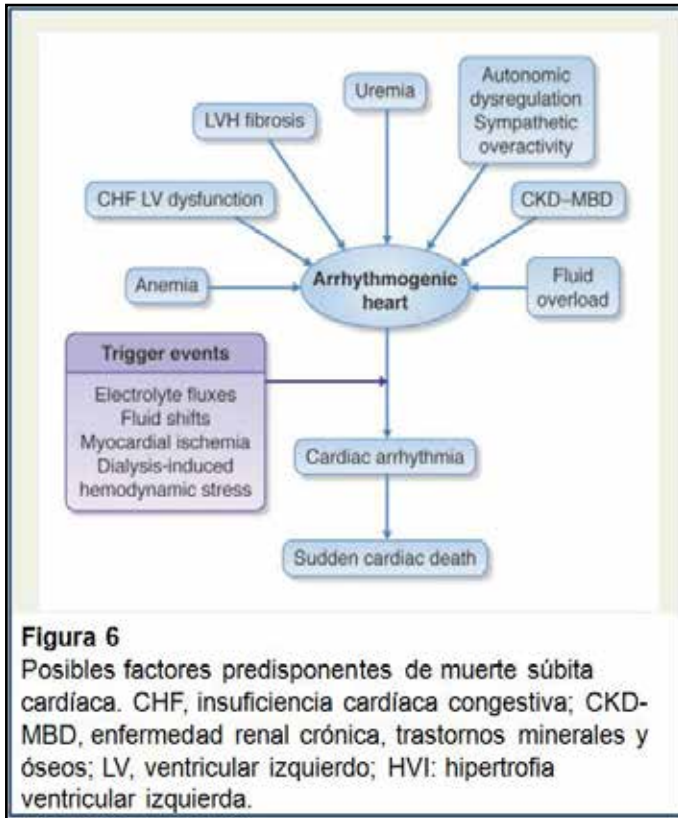 Uremia
Autonomic
dysregulation
Sympathetic
overactivity
LVH fibrosis
CHF LV dysfunction
CKD–MBD
Anemia
Arrhythmogenic
heart
Fluid
overload
Trigger events
Electrolyte fluxes
Fluid shifts
Myocardial ischemia
Dialysis-induced
hemodynamic stress
Cardiac arrhythmia
Sudden cardiac death
Figura 6
Posibles factores predisponentes de muerte súbita
cardíaca. CHF, insuficiencia cardíaca congestiva; CKD-
MBD, enfermedad renal crónica, trastornos minerales y
óseos; LV, ventricular izquierdo; HVI: hipertrofia
ventricular izquierda.